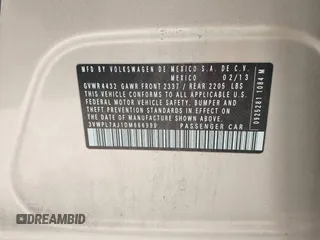 MFD BY VOLKSWAGEN DE MEXICO S.A. DE C.V.
MEXICO 02/13
GVWR 4432 GAWR FRONT 2337 / REAR 2205 LBS
THIS VEHICLE CONFORMS TO ALL APPLICABLE U.S.
FEDERAL MOTOR VEHICLE SAFETY, BUMPER AND
THEFT PREVENTION STANDARDS IN EFFECT
ON THE DATE OF MANUFACTURE SHOWN ABOVE.
PASSENGER CAR
0925281 1084 M
DREAMBID